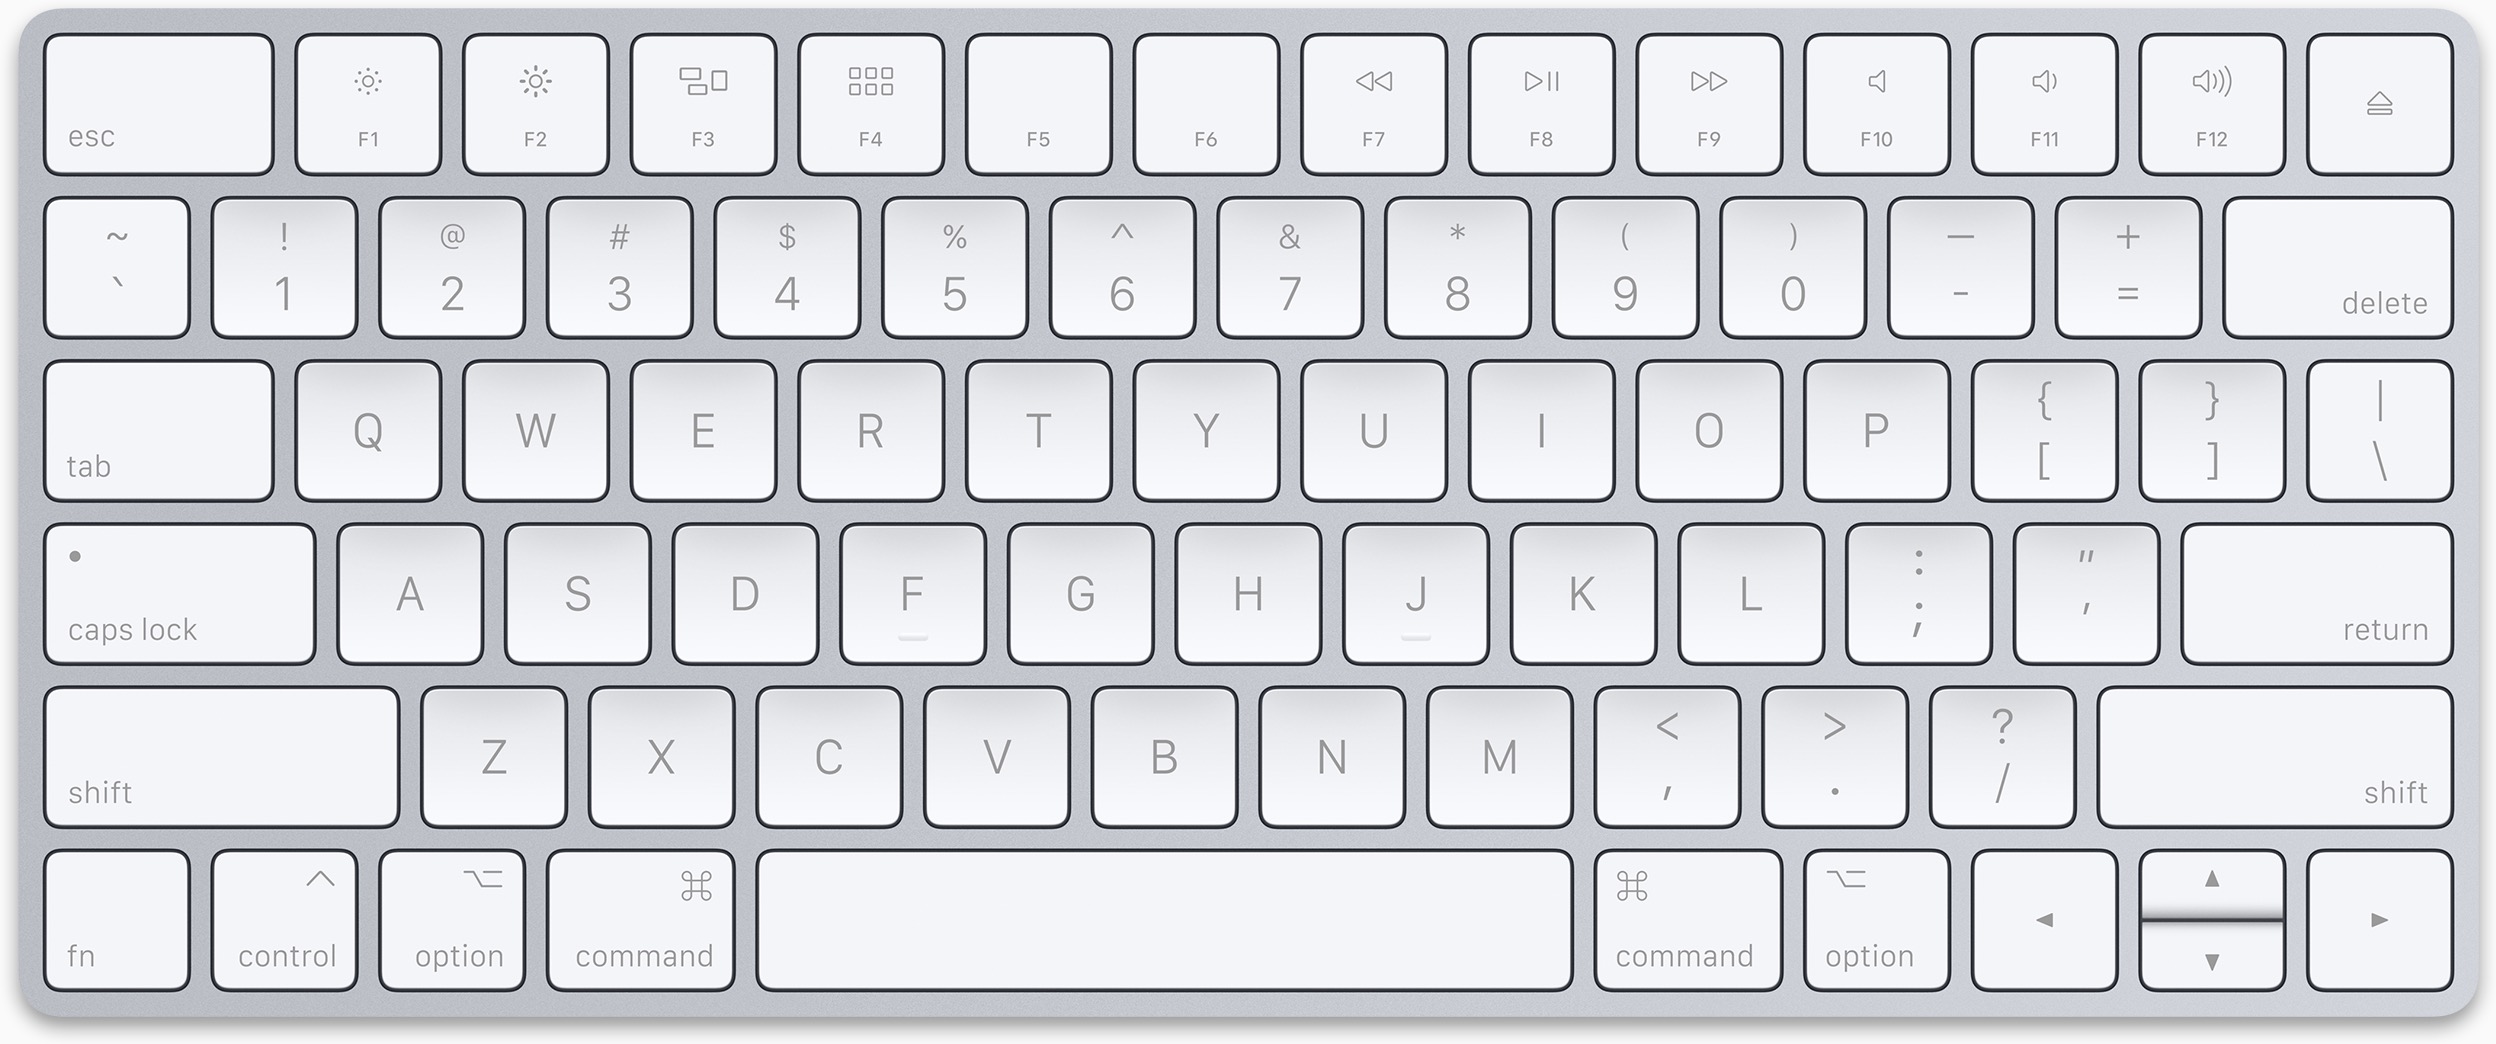 esc F1 F2 F3 F4 F5 F6 F7 F8 F9 F10 F11 F12
~ ! @ # $ % ^ & * ( ) — +
` 1 2 3 4 5 6 7 8 9 0 - = delete
tab Q W E R T Y U I O P { [ } ] | \
caps lock A S D F G H J K L : ; " ' return
shift Z X C V B N M < , > . ? / shift
fn control option command command option